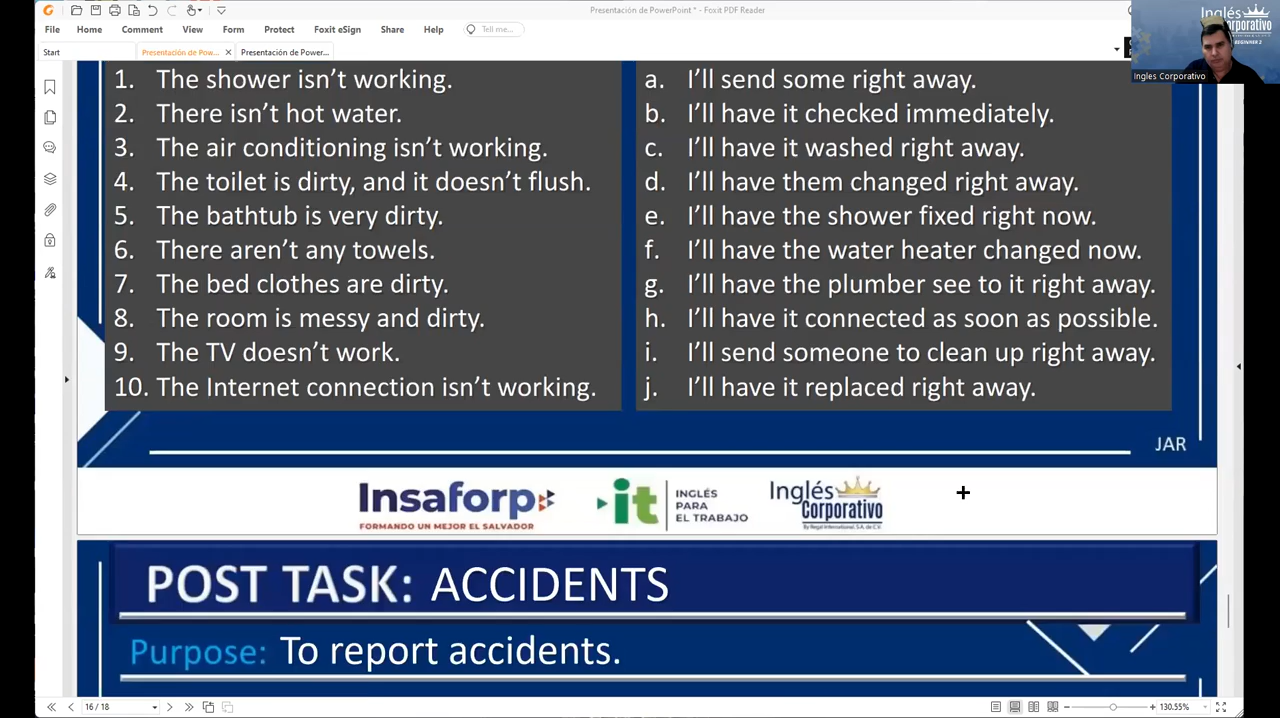 Presentación de PowerPoint * - Foxit PDF Reader
File Home Comment View Form Protect Foxit eSign Share Help Tell me...
Start Presentación de Pow... Presentación de Power...
1. The shower isn't working.
2. There isn't hot water.
3. The air conditioning isn't working.
4. The toilet is dirty, and it doesn't flush.
5. The bathtub is very dirty.
6. There aren't any towels.
7. The bed clothes are dirty.
8. The room is messy and dirty.
9. The TV doesn't work.
10. The Internet connection isn't working.
a. I'll send some right away.
b. I'll have it checked immediately.
c. I'll have it washed right away.
d. I'll have them changed right away.
e. I'll have the shower fixed right now.
f. I'll have the water heater changed now.
g. I'll have the plumber see to it right away.
h. I'll have it connected as soon as possible.
i. I'll send someone to clean up right away.
j. I'll have it replaced right away.
JAR
Insaforp
FORMANDO UN MEJOR EL SALVADOR
it
INGLÉS
PARA
EL TRABAJO
Inglés
Corporativo
By Regal International, S.A. de C.V.
POST TASK: ACCIDENTS
Purpose: To report accidents.
Inglés
Corporativo
BEGINNER 2
Ingles Corporativo
16 / 18
130.55%